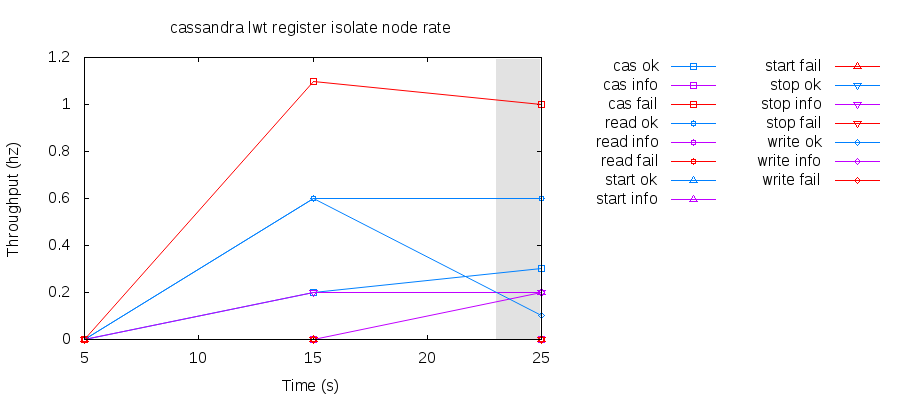 cassandra lwt register isolate node rate
1.2
1
0.8
0.6
0.4
0.2
0
Throughput (hz)
5
10
15
20
25
Time (s)
cas ok
cas info
cas fail
read ok
read info
read fail
start ok
start info
start fail
stop ok
stop info
stop fail
write ok
write info
write fail